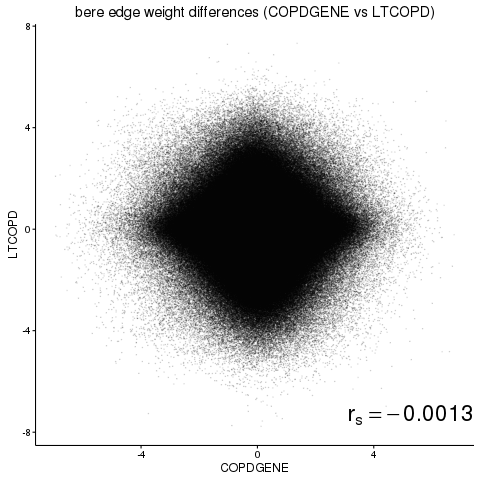 bere edge weight differences (COPDGENE vs LTCOPD)
8
4
0
-4
-8
LTCOPD
rs = −0.0013
-4 0 4
COPDGENE